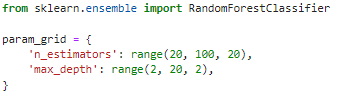 from sklearn.ensemble import RandomForestClassifier
param_grid = {
    'n_estimators': range(20, 100, 20),
    'max_depth': range(2, 20, 2),
}